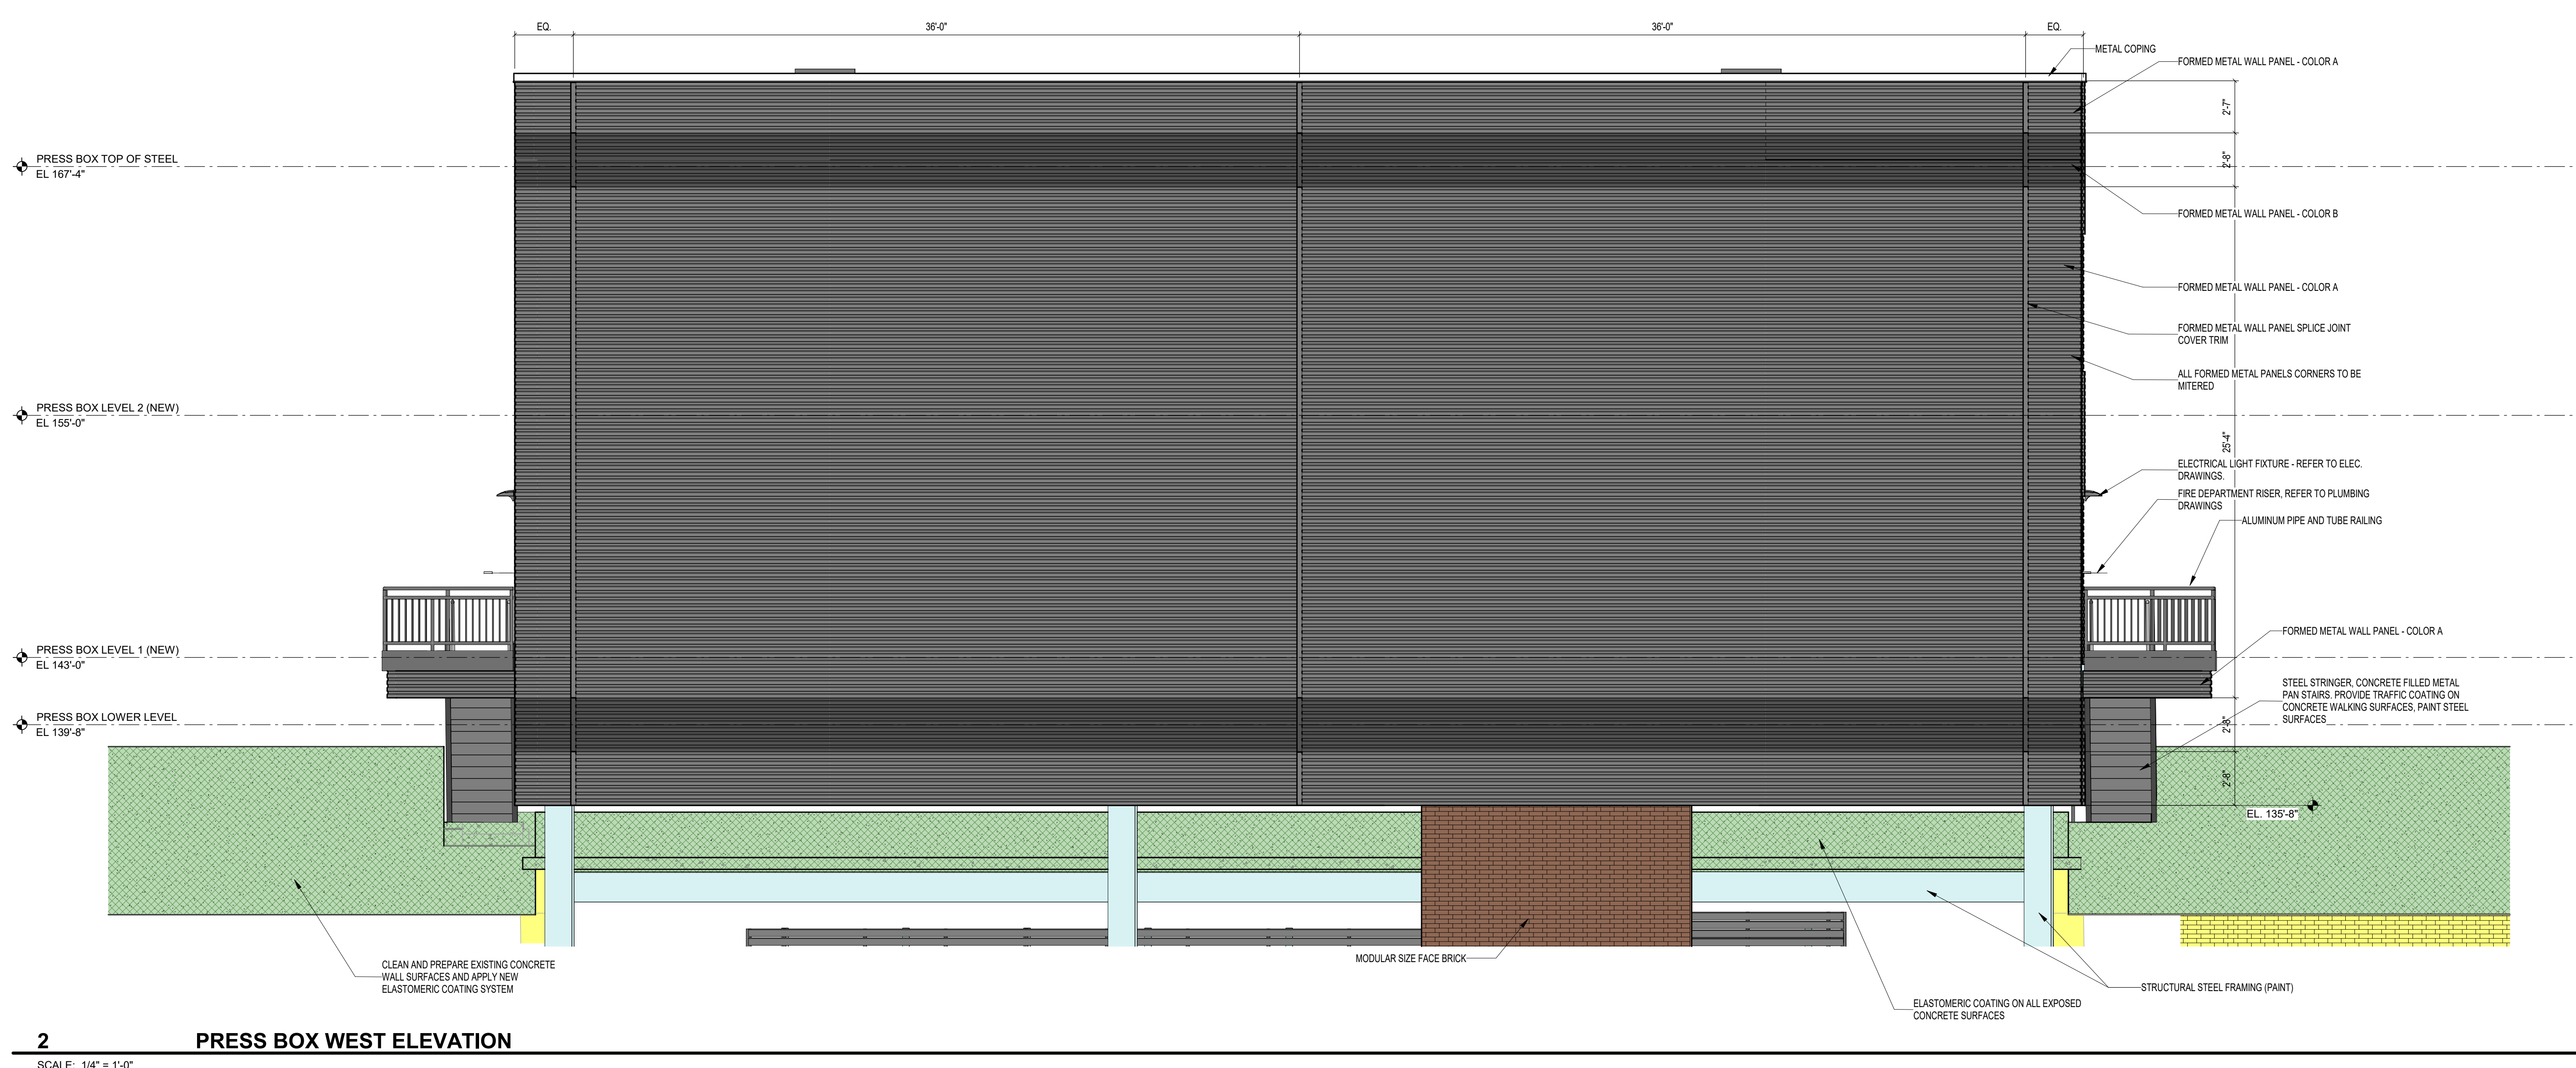 EQ.
36'-0"
36'-0"
EQ.
METAL COPING
FORMED METAL WALL PANEL - COLOR A
2'-7"
PRESS BOX TOP OF STEEL
EL 167'-4"
2'-8"
FORMED METAL WALL PANEL - COLOR B
FORMED METAL WALL PANEL - COLOR A
FORMED METAL WALL PANEL SPLICE JOINT
COVER TRIM
ALL FORMED METAL PANELS CORNERS TO BE
MITERED
PRESS BOX LEVEL 2 (NEW)
EL 155'-0"
25'-4"
ELECTRICAL LIGHT FIXTURE - REFER TO ELEC.
DRAWINGS.
FIRE DEPARTMENT RISER, REFER TO PLUMBING
DRAWINGS
ALUMINUM PIPE AND TUBE RAILING
FORMED METAL WALL PANEL - COLOR A
PRESS BOX LEVEL 1 (NEW)
EL 143'-0"
STEEL STRINGER, CONCRETE FILLED METAL
PAN STAIRS. PROVIDE TRAFFIC COATING ON
CONCRETE WALKING SURFACES, PAINT STEEL
SURFACES
PRESS BOX LOWER LEVEL
EL 139'-8"
2'-8"
2'-8"
EL. 135'-8"
CLEAN AND PREPARE EXISTING CONCRETE
WALL SURFACES AND APPLY NEW
ELASTOMERIC COATING SYSTEM
MODULAR SIZE FACE BRICK
STRUCTURAL STEEL FRAMING (PAINT)
ELASTOMERIC COATING ON ALL EXPOSED
CONCRETE SURFACES
2 PRESS BOX WEST ELEVATION
SCALE: 1/4" = 1'-0"